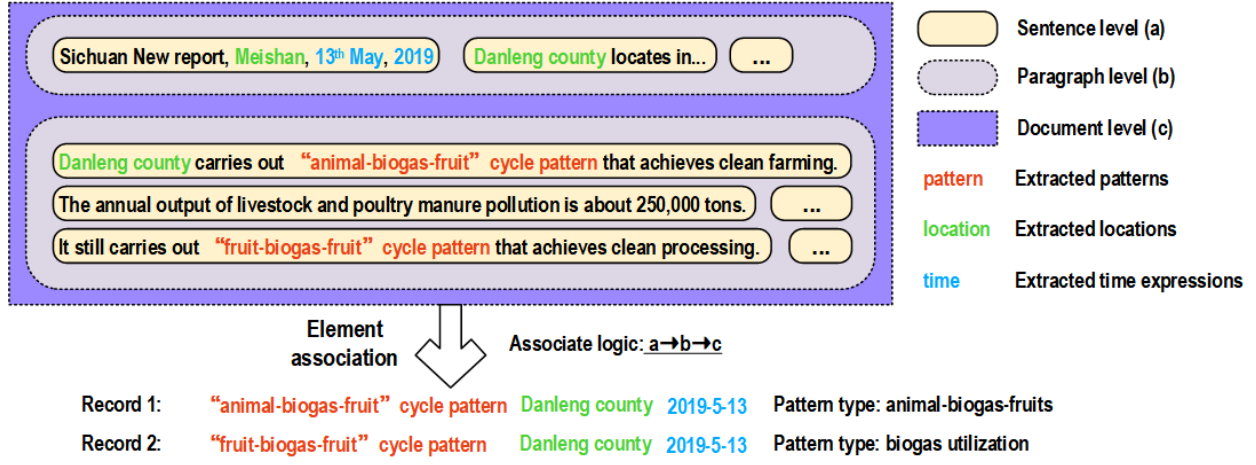 Sichuan New report, Meishan, 13th May, 2019
Danleng county locates in...
...
Danleng county carries out “animal-biogas-fruit” cycle pattern that achieves clean farming.
The annual output of livestock and poultry manure pollution is about 250,000 tons.
...
It still carries out “fruit-biogas-fruit” cycle pattern that achieves clean processing.
...
Sentence level (a)
Paragraph level (b)
Document level (c)
pattern Extracted patterns
location Extracted locations
time Extracted time expressions
Element
association
Associate logic: a→b→c
Record 1: “animal-biogas-fruit” cycle pattern Danleng county 2019-5-13 Pattern type: animal-biogas-fruits
Record 2: “fruit-biogas-fruit” cycle pattern Danleng county 2019-5-13 Pattern type: biogas utilization